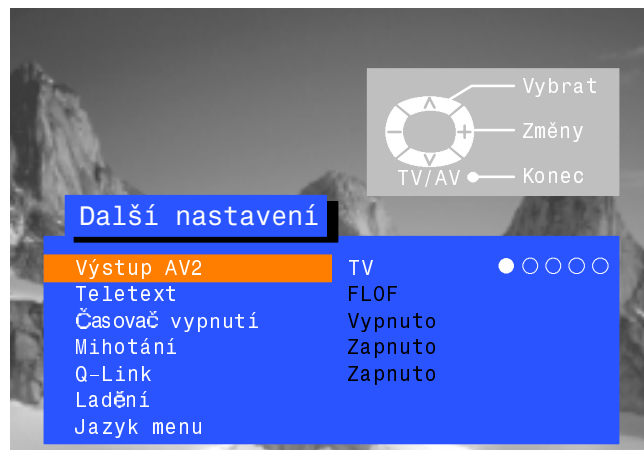 Vybrat
Změny
TV/AV Konec
Další nastavení
Výstup AV2 TV
Teletext FLOF
Časovač vypnutí Vypnuto
Mihotání Zapnuto
Q-Link Zapnuto
Ladění
Jazyk menu